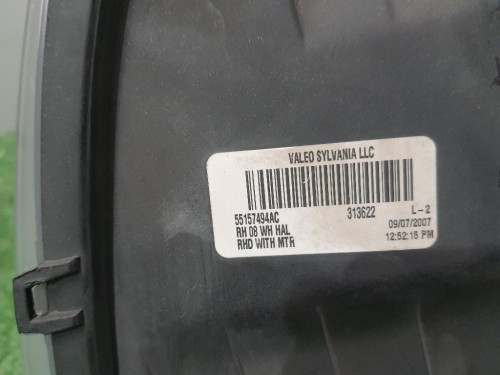 VALEO SYLVANIA LLC
55157494AC 313622 L-2
RH 08 WH HAL 09/07/2007
RHD WITH MTR 12:52:15 PM